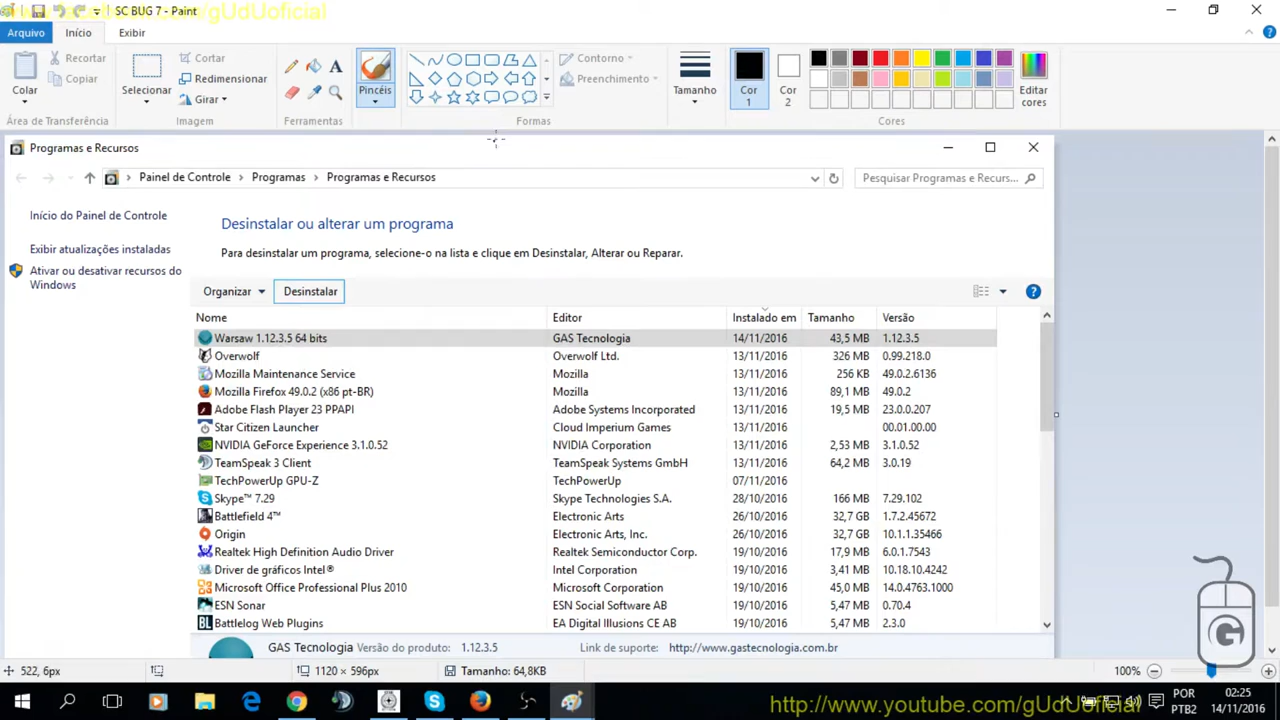 SC BUG 7 - Paint
Arquivo Início Exibir
Colar
Recortar
Copiar
Área de Transferência
Selecionar
Cortar
Redimensionar
Girar
Imagem
A
Ferramentas
Pincéis
Contorno
Preenchimento
Formas
Tamanho
Cor 1
Cor 2
Editar cores
Cores
Programas e Recursos
Painel de Controle > Programas > Programas e Recursos
Pesquisar Programas e Recurs...
Início do Painel de Controle
Exibir atualizações instaladas
Ativar ou desativar recursos do
Windows
Desinstalar ou alterar um programa
Para desinstalar um programa, selecione-o na lista e clique em Desinstalar, Alterar ou Reparar.
Organizar Desinstalar
Nome Editor Instalado em Tamanho Versão
Warsaw 1.12.3.5 64 bits GAS Tecnologia 14/11/2016 43,5 MB 1.12.3.5
Overwolf Overwolf Ltd. 13/11/2016 326 MB 0.99.218.0
Mozilla Maintenance Service Mozilla 13/11/2016 256 KB 49.0.2.6136
Mozilla Firefox 49.0.2 (x86 pt-BR) Mozilla 13/11/2016 89,1 MB 49.0.2
Adobe Flash Player 23 PPAPI Adobe Systems Incorporated 13/11/2016 19,5 MB 23.0.0.207
Star Citizen Launcher Cloud Imperium Games 13/11/2016 00.01.00.00
NVIDIA GeForce Experience 3.1.0.52 NVIDIA Corporation 13/11/2016 2,53 MB 3.1.0.52
TeamSpeak 3 Client TeamSpeak Systems GmbH 13/11/2016 64,2 MB 3.0.19
TechPowerUp GPU-Z TechPowerUp 07/11/2016
Skype™ 7.29 Skype Technologies S.A. 28/10/2016 166 MB 7.29.102
Battlefield 4™ Electronic Arts 26/10/2016 32,7 GB 1.7.2.45672
Origin Electronic Arts, Inc. 26/10/2016 32,7 GB 10.1.1.35466
Realtek High Definition Audio Driver Realtek Semiconductor Corp. 19/10/2016 17,9 MB 6.0.1.7543
Driver de gráficos Intel® Intel Corporation 19/10/2016 3,41 MB 10.18.10.4242
Microsoft Office Professional Plus 2010 Microsoft Corporation 19/10/2016 45,0 MB 14.0.4763.1000
ESN Sonar ESN Social Software AB 19/10/2016 5,47 MB 0.70.4
Battlelog Web Plugins EA Digital Illusions CE AB 19/10/2016 5,47 MB 2.3.0
GAS Tecnologia Versão do produto: 1.12.3.5 Link de suporte: http://www.gastecnologia.com.br
522, 6px 1120 × 596px Tamanho: 64,8KB 100%
http://www.youtube.com/gUdUoficial
POR
PTB2
02:25
14/11/2016